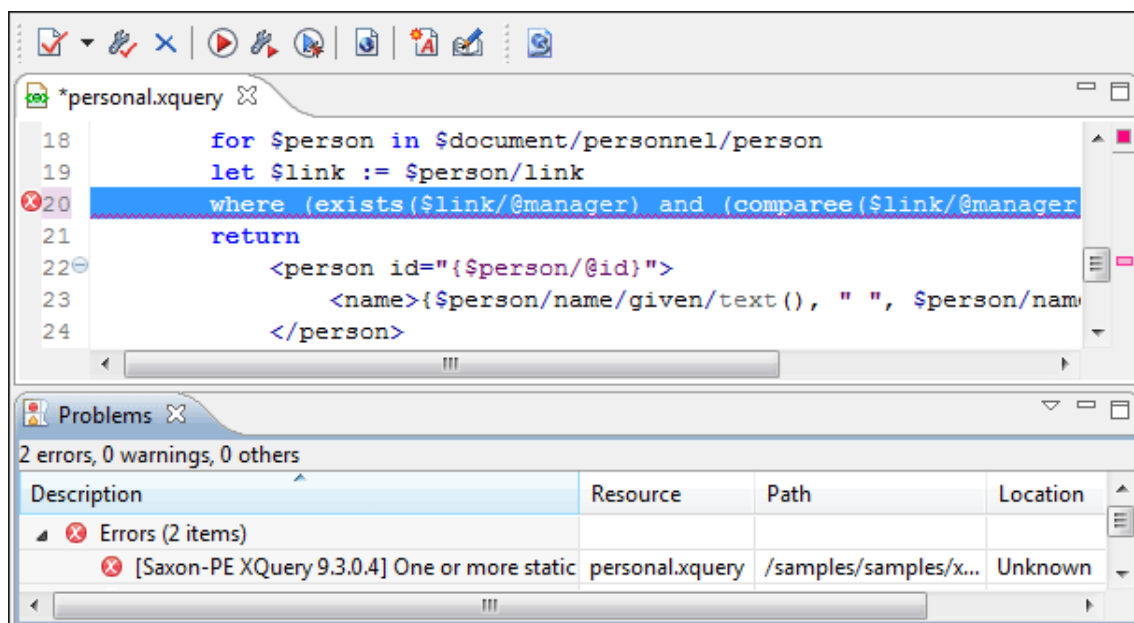 *personal.xquery
18 for $person in $document/personnel/person
19 let $link := $person/link
20 where (exists($link/@manager) and (comparee($link/@manager
21 return
22 <person id="{$person/@id}">
23 <name>{$person/name/given/text(), " ", $person/nam
24 </person>
Problems
2 errors, 0 warnings, 0 others
Description Resource Path Location
Errors (2 items)
[Saxon-PE XQuery 9.3.0.4] One or more static personal.xquery /samples/samples/x... Unknown